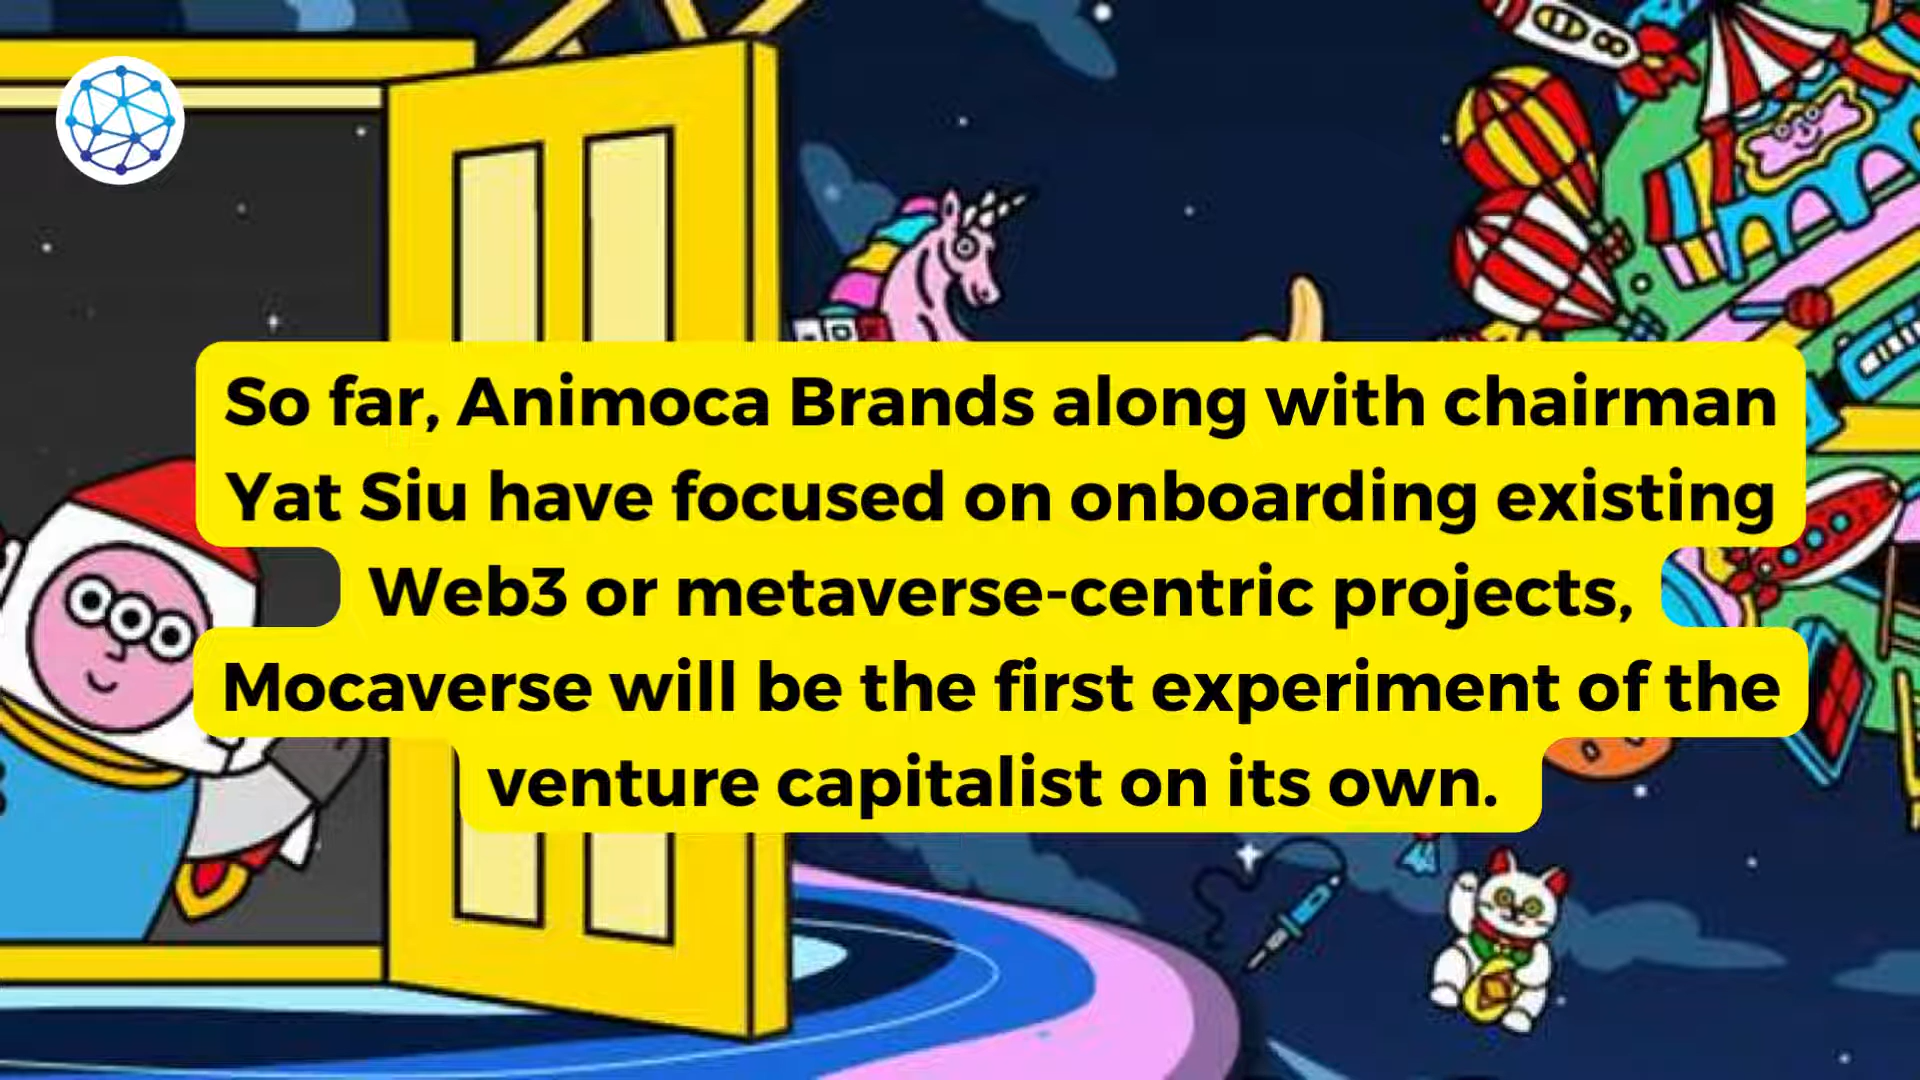 So far, Animoca Brands along with chairman
Yat Siu have focused on onboarding existing
Web3 or metaverse-centric projects,
Mocaverse will be the first experiment of the
venture capitalist on its own.